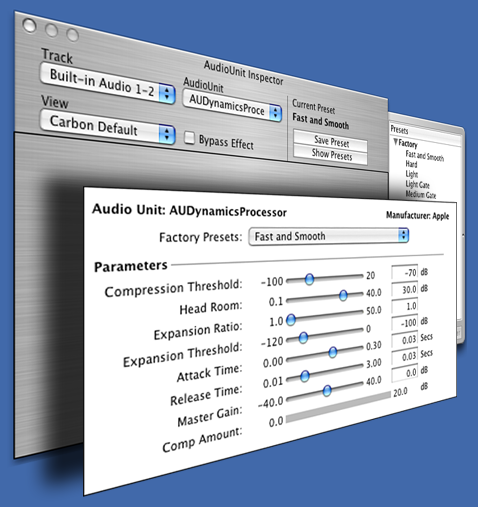 AudioUnit Inspector
Track
Built-in Audio 1-2
AudioUnit
AUDynamicsProce
View
Carbon Default
Bypass Effect
Current Preset
Fast and Smooth
Save Preset
Show Presets
Presets
Factory
Fast and Smooth
Hard
Light
Light Gate
Medium Gate
Audio Unit: AUDynamicsProcessor
Manufacturer: Apple
Factory Presets: Fast and Smooth
Parameters
Compression Threshold: -100 20 -70 dB
Head Room: 0.1 40.0 30.0 dB
Expansion Ratio: 1.0 50.0 1.0
Expansion Threshold: -120 0 -100 dB
Attack Time: 0.00 0.30 0.03 Secs
Release Time: 0.01 3.00 0.03 Secs
Master Gain: -40.0 40.0 0.0 dB
Comp Amount: 0.0 20.0 dB